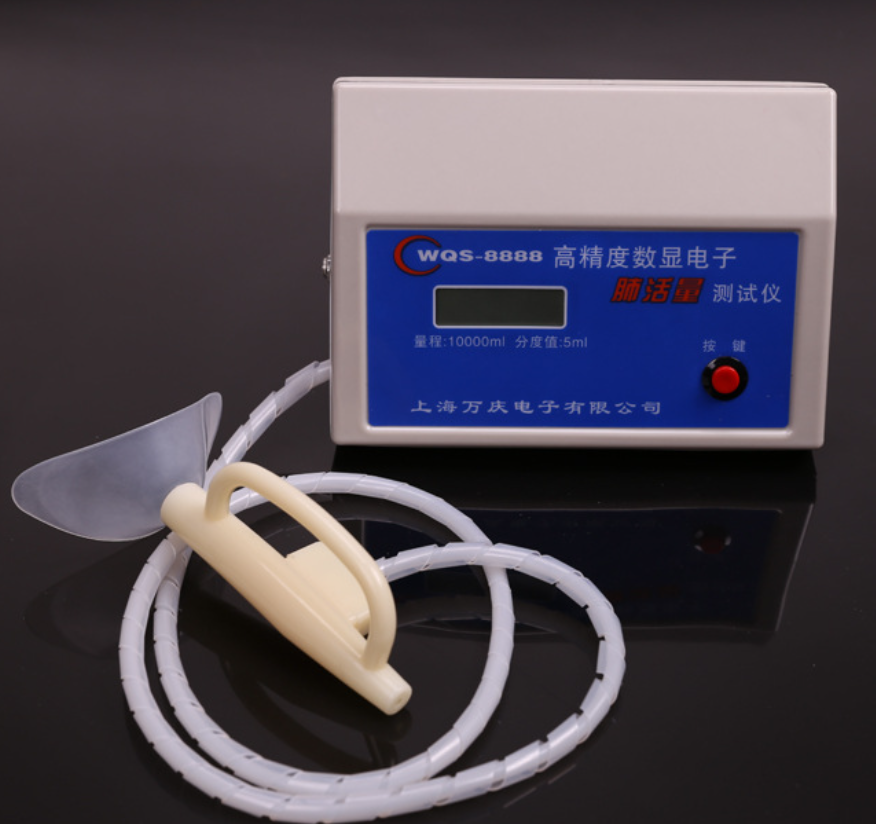 WQS-8888 高精度数显电子
肺活量 测试仪
量程:10000ml 分度值:5ml
按 键
上海万庆电子有限公司